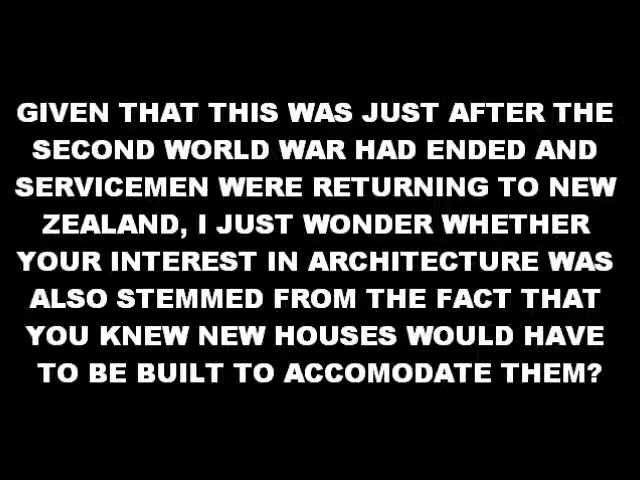 GIVEN THAT THIS WAS JUST AFTER THE
SECOND WORLD WAR HAD ENDED AND
SERVICEMEN WERE RETURNING TO NEW
ZEALAND, I JUST WONDER WHETHER
YOUR INTEREST IN ARCHITECTURE WAS
ALSO STEMMED FROM THE FACT THAT
YOU KNEW NEW HOUSES WOULD HAVE
TO BE BUILT TO ACCOMODATE THEM?